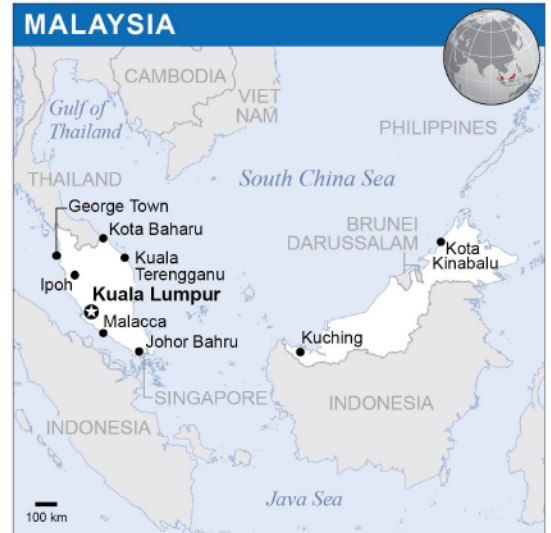 MALAYSIA
CAMBODIA
VIET
NAM
Gulf of
Thailand
PHILIPPINES
THAILAND
South China Sea
George Town
Kota Baharu
BRUNEI
DARUSSALAM
Kota
Kinabalu
Kuala
Terengganu
Ipoh
Kuala Lumpur
Malacca
Johor Bahru
Kuching
SINGAPORE
INDONESIA
INDONESIA
Java Sea
100 km